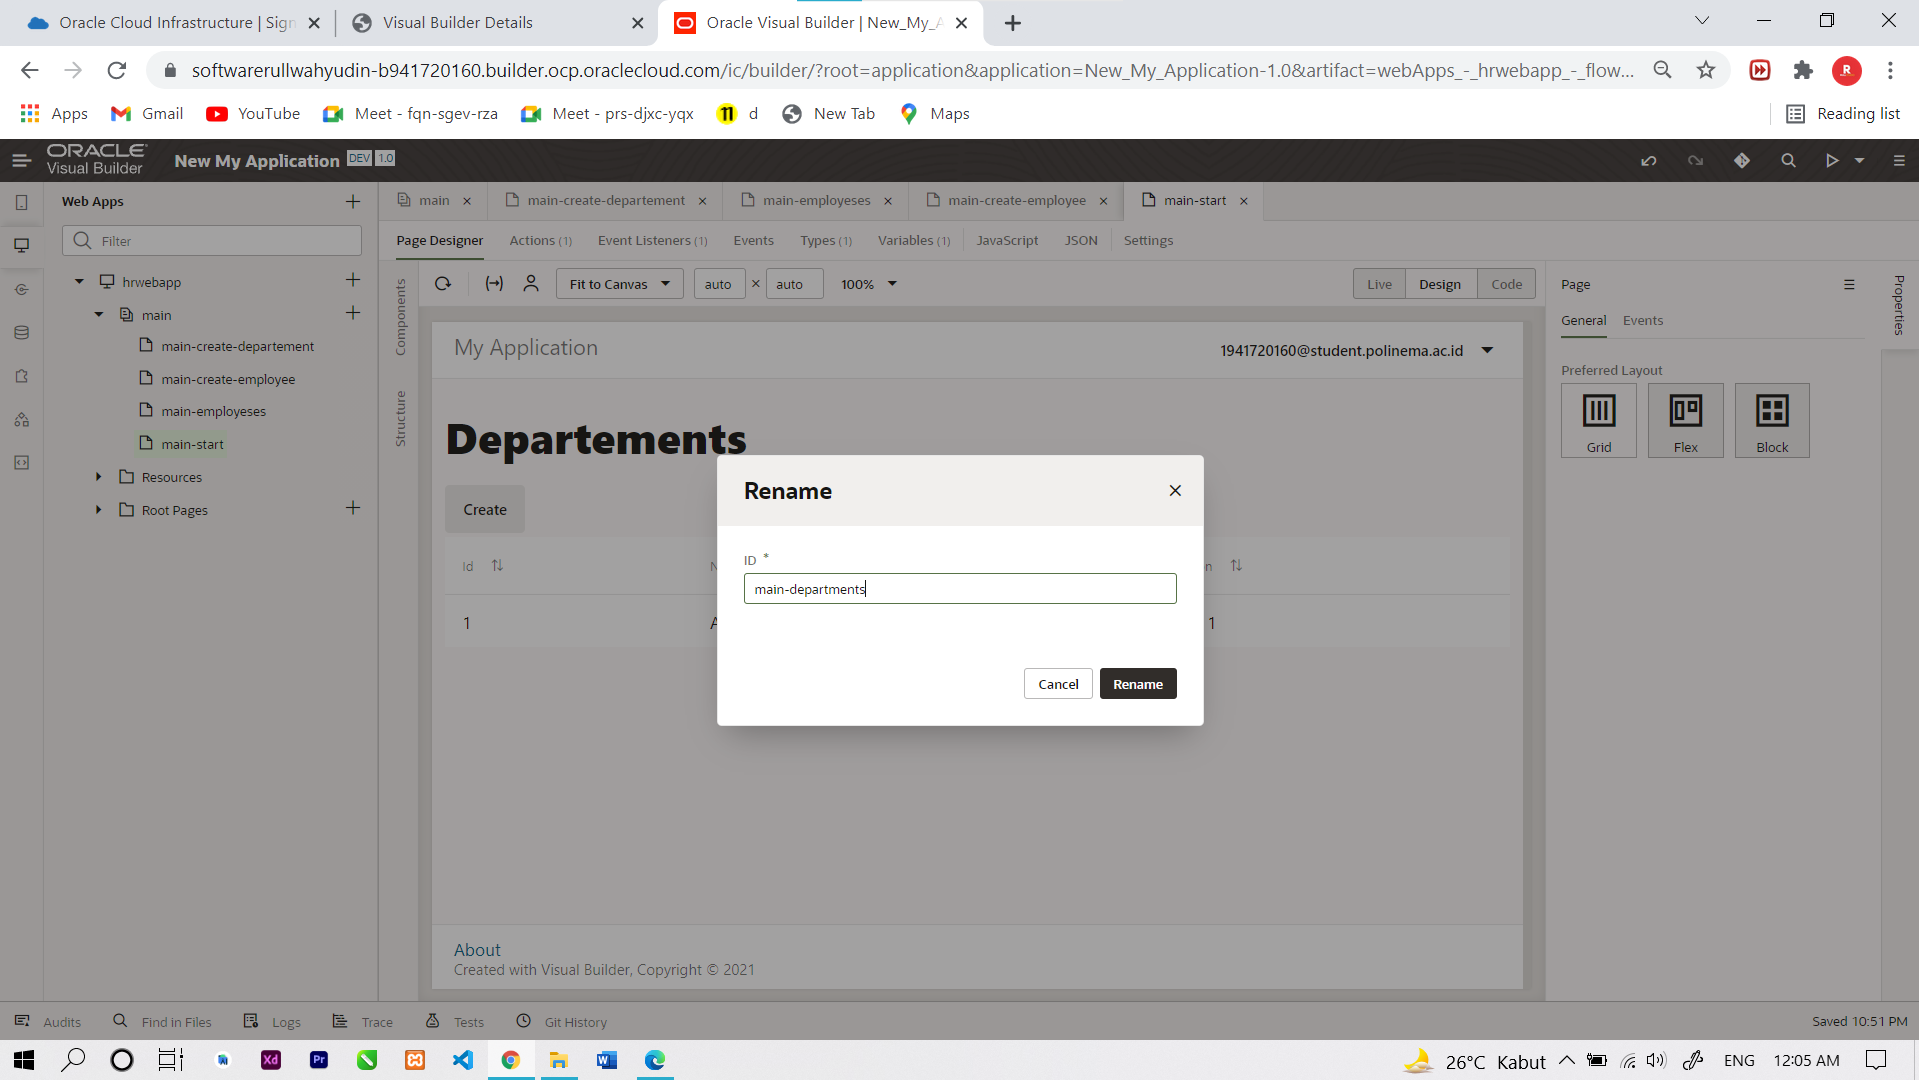 Oracle Cloud Infrastructure | Sign
Visual Builder Details
Oracle Visual Builder | New_My_A
softwarerullwahyudin-b941720160.builder.ocp.oraclecloud.com/ic/builder/?root=application&application=New_My_Application-1.0&artifact=webApps_-_hrwebapp_-_flow...
R
Apps
Gmail
YouTube
Meet - fqn-sgev-rza
Meet - prs-djxc-yqx
d
New Tab
Maps
Reading list
ORACLE
Visual Builder
New My Application
DEV
1.0
Web Apps
Filter
hrwebapp
main
main-create-departement
main-create-employee
main-employeses
main-start
Resources
Root Pages
main
main-create-departement
main-employeses
main-create-employee
main-start
Page Designer
Actions (1)
Event Listeners (1)
Events
Types (1)
Variables (1)
JavaScript
JSON
Settings
Components
Structure
Fit to Canvas
auto
×
auto
100%
Live
Design
Code
My Application
1941720160@student.polinema.ac.id
Departements
Create
Id
N
n
1
A
1
Rename
ID *
main-departments
Cancel
Rename
About
Created with Visual Builder, Copyright © 2021
Page
General
Events
Preferred Layout
Grid
Flex
Block
Properties
Audits
Find in Files
Logs
Trace
Tests
Git History
Saved 10:51 PM
Xd
Pr
26°C Kabut
ENG
12:05 AM